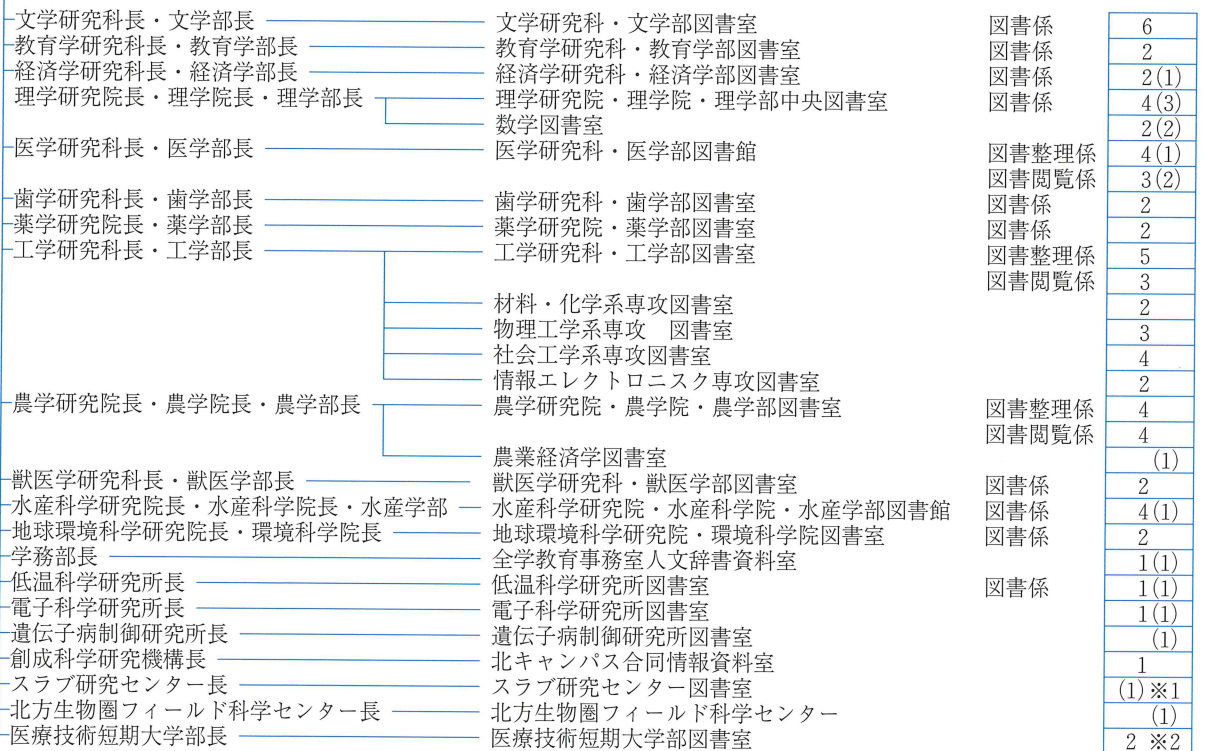 文学研究科長・文学部長 文学研究科・文学部図書室 図書係 6
教育学研究科長・教育学部長 教育学研究科・教育学部図書室 図書係 2
経済学研究科長・経済学部長 経済学研究科・経済学部図書室 図書係 2(1)
理学研究院長・理学院長・理学部長 理学研究院・理学院・理学部中央図書室 図書係 4(3)
数学図書室 2(2)
医学研究科長・医学部長 医学研究科・医学部図書館 図書整理係 4(1)
図書閲覧係 3(2)
歯学研究科長・歯学部長 歯学研究科・歯学部図書室 図書係 2
薬学研究院長・薬学部長 薬学研究院・薬学部図書室 図書係 2
工学研究科長・工学部長 工学研究科・工学部図書室 図書整理係 5
図書閲覧係 3
材料・化学系専攻図書室 2
物理工学系専攻　図書室 3
社会工学系専攻図書室 4
情報エレクトロニスク専攻図書室 2
農学研究院長・農学院長・農学部長 農学研究院・農学院・農学部図書室 図書整理係 4
図書閲覧係 4
農業経済学図書室 (1)
獣医学研究科長・獣医学部長 獣医学研究科・獣医学部図書室 図書係 2
水産科学研究院長・水産科学院長・水産学部 水産科学研究院・水産科学院・水産学部図書館 図書係 4(1)
地球環境科学研究院長・環境科学院長 地球環境科学研究院・環境科学院図書室 図書係 2
学務部長 全学教育事務室人文辞書資料室 1(1)
低温科学研究所長 低温科学研究所図書室 図書係 1(1)
電子科学研究所長 電子科学研究所図書室 1(1)
遺伝子病制御研究所長 遺伝子病制御研究所図書室 (1)
創成科学研究機構長 北キャンパス合同情報資料室 1
スラブ研究センター長 スラブ研究センター図書室 (1)※1
北方生物圏フィールド科学センター長 北方生物圏フィールド科学センター (1)
医療技術短期大学部長 医療技術短期大学部図書室 2 ※2